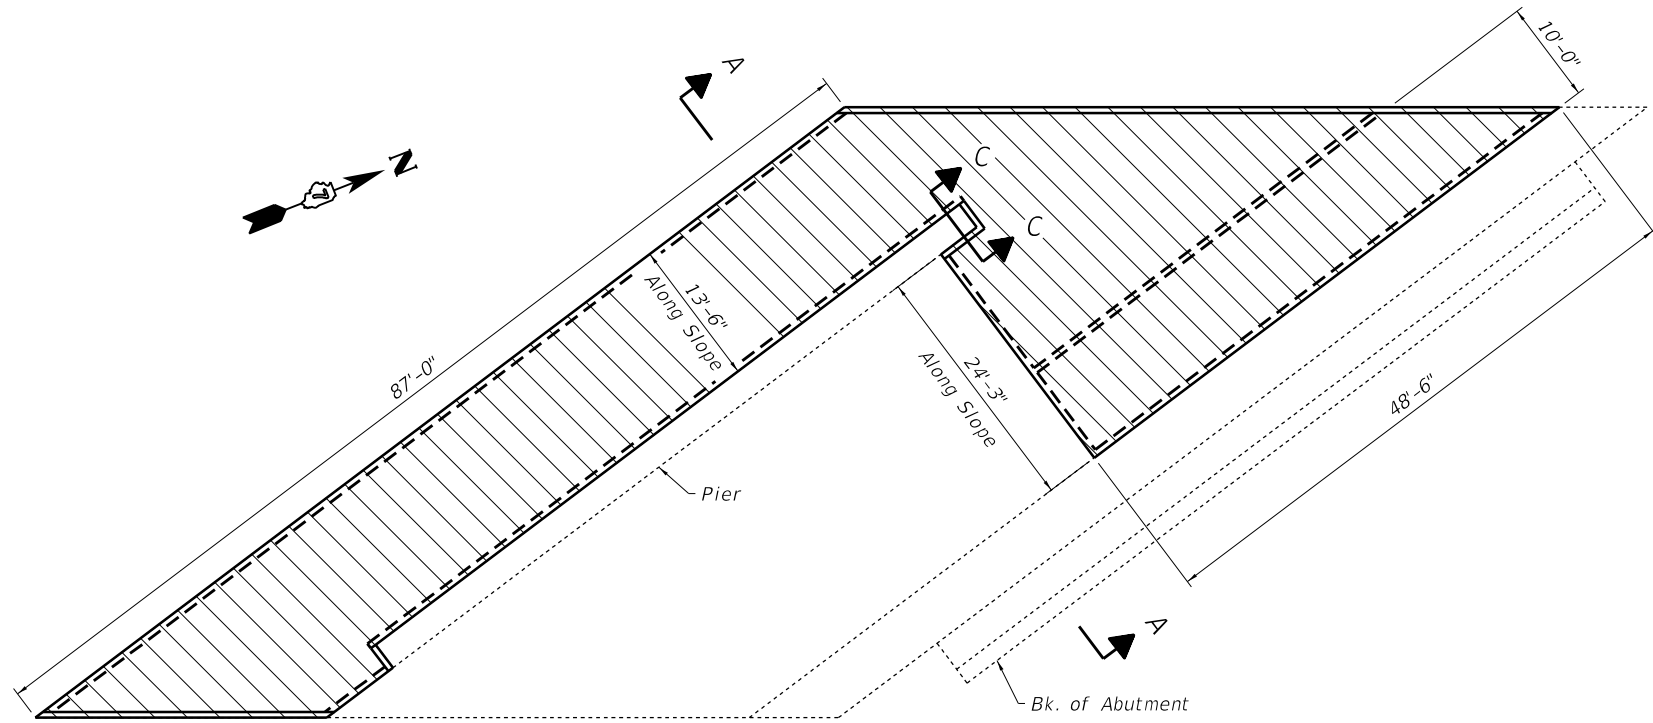 A
10'-0"
N
C
C
13'-6"
Along Slope
87'-0"
24'-3"
Along Slope
48'-6"
Pier
A
Bk. of Abutment